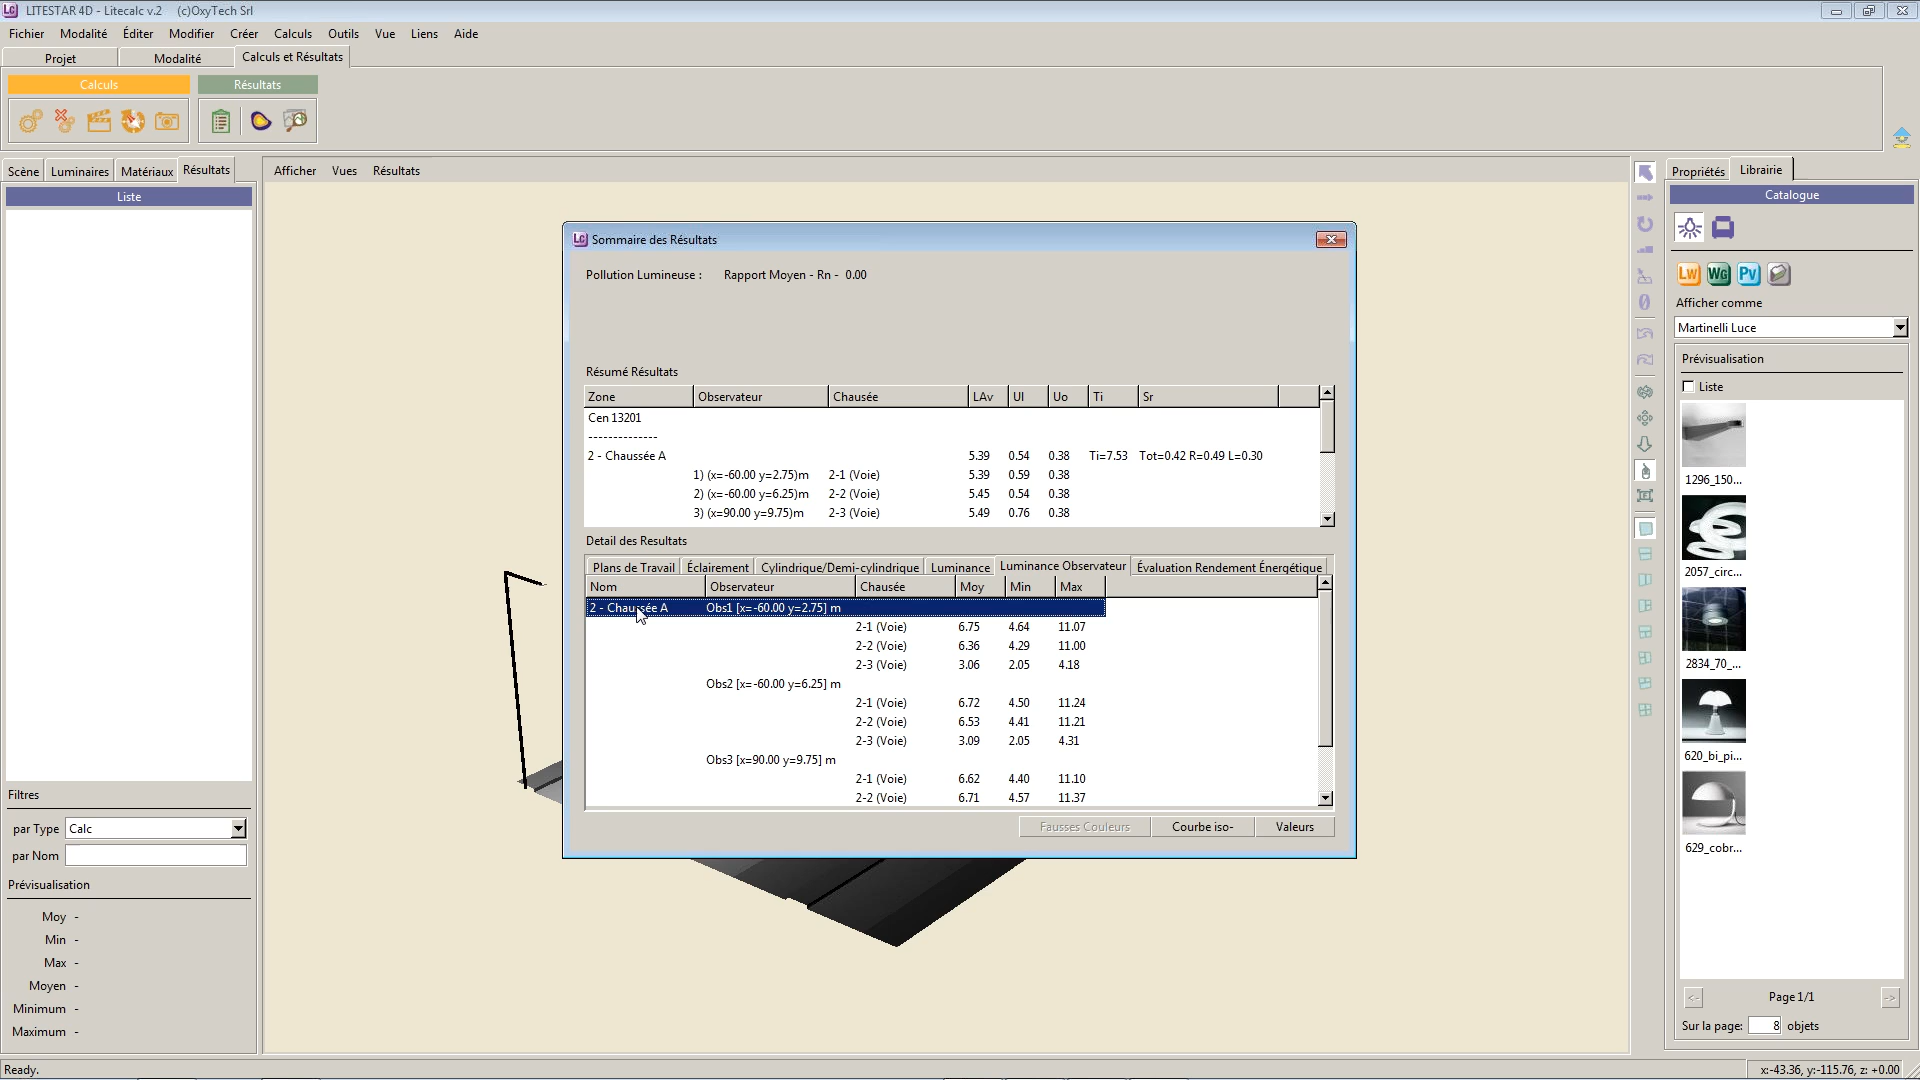 LITESTAR 4D - Litecalc v.2 (c)OxyTech Srl
Fichier Modalité Éditer Modifier Créer Calculs Outils Vue Liens Aide
Projet Modalité Calculs et Résultats
Calculs Résultats
Scène Luminaires Matériaux Résultats
Liste
Afficher Vues Résultats
Filtres
par Type Calc
par Nom
Prévisualisation
Moy -
Min -
Max -
Moyen -
Minimum -
Maximum -
Sommaire des Résultats
Pollution Lumineuse : Rapport Moyen - Rn - 0.00
Résumé Résultats
Zone Observateur Chausée LAv Ul Uo Ti Sr
Cen 13201
--------------
2 - Chaussée A 5.39 0.54 0.38 Ti=7.53 Tot=0.42 R=0.49 L=0.30
1) (x=-60.00 y=2.75)m 2-1 (Voie) 5.39 0.59 0.38
2) (x=-60.00 y=6.25)m 2-2 (Voie) 5.45 0.54 0.38
3) (x=90.00 y=9.75)m 2-3 (Voie) 5.49 0.76 0.38
Detail des Resultats
Plans de Travail Éclairement Cylindrique/Demi-cylindrique Luminance Luminance Observateur Évaluation Rendement Énergétique
Nom Observateur Chausée Moy Min Max
2 - Chaussée A Obs1 [x=-60.00 y=2.75] m
2-1 (Voie) 6.75 4.64 11.07
2-2 (Voie) 6.36 4.29 11.00
2-3 (Voie) 3.06 2.05 4.18
Obs2 [x=-60.00 y=6.25] m
2-1 (Voie) 6.72 4.50 11.24
2-2 (Voie) 6.53 4.41 11.21
2-3 (Voie) 3.09 2.05 4.31
Obs3 [x=90.00 y=9.75] m
2-1 (Voie) 6.62 4.40 11.10
2-2 (Voie) 6.71 4.57 11.37
Fausses Couleurs Courbe iso- Valeurs
Propriétés Librairie
Catalogue
Lw Wg Pv
Afficher comme
Martinelli Luce
Prévisualisation
Liste
1296_150...
2057_circ...
2834_70_...
620_bi_pi...
629_cobr...
<- Page 1/1 ->
Sur la page: 8 objets
Ready. x:-43.36, y:-115.76, z: +0.00